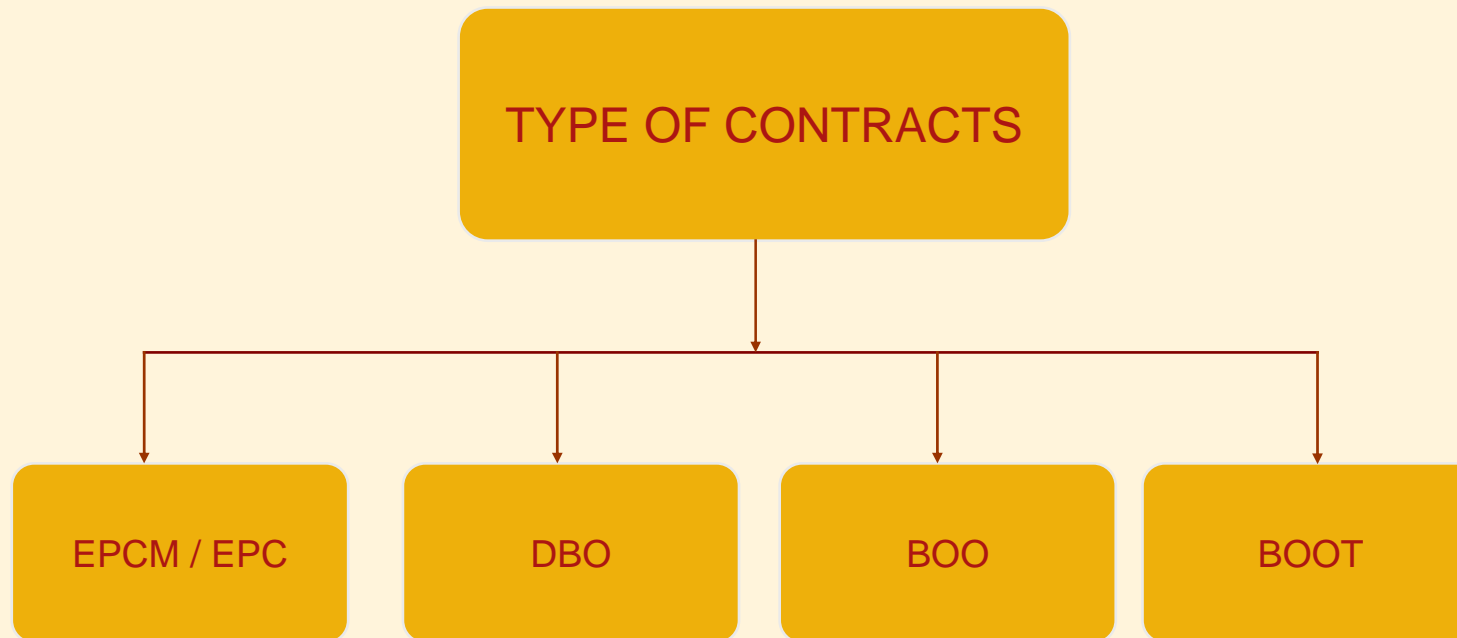 TYPE OF CONTRACTS
EPCM / EPC
DBO
BOO
BOOT